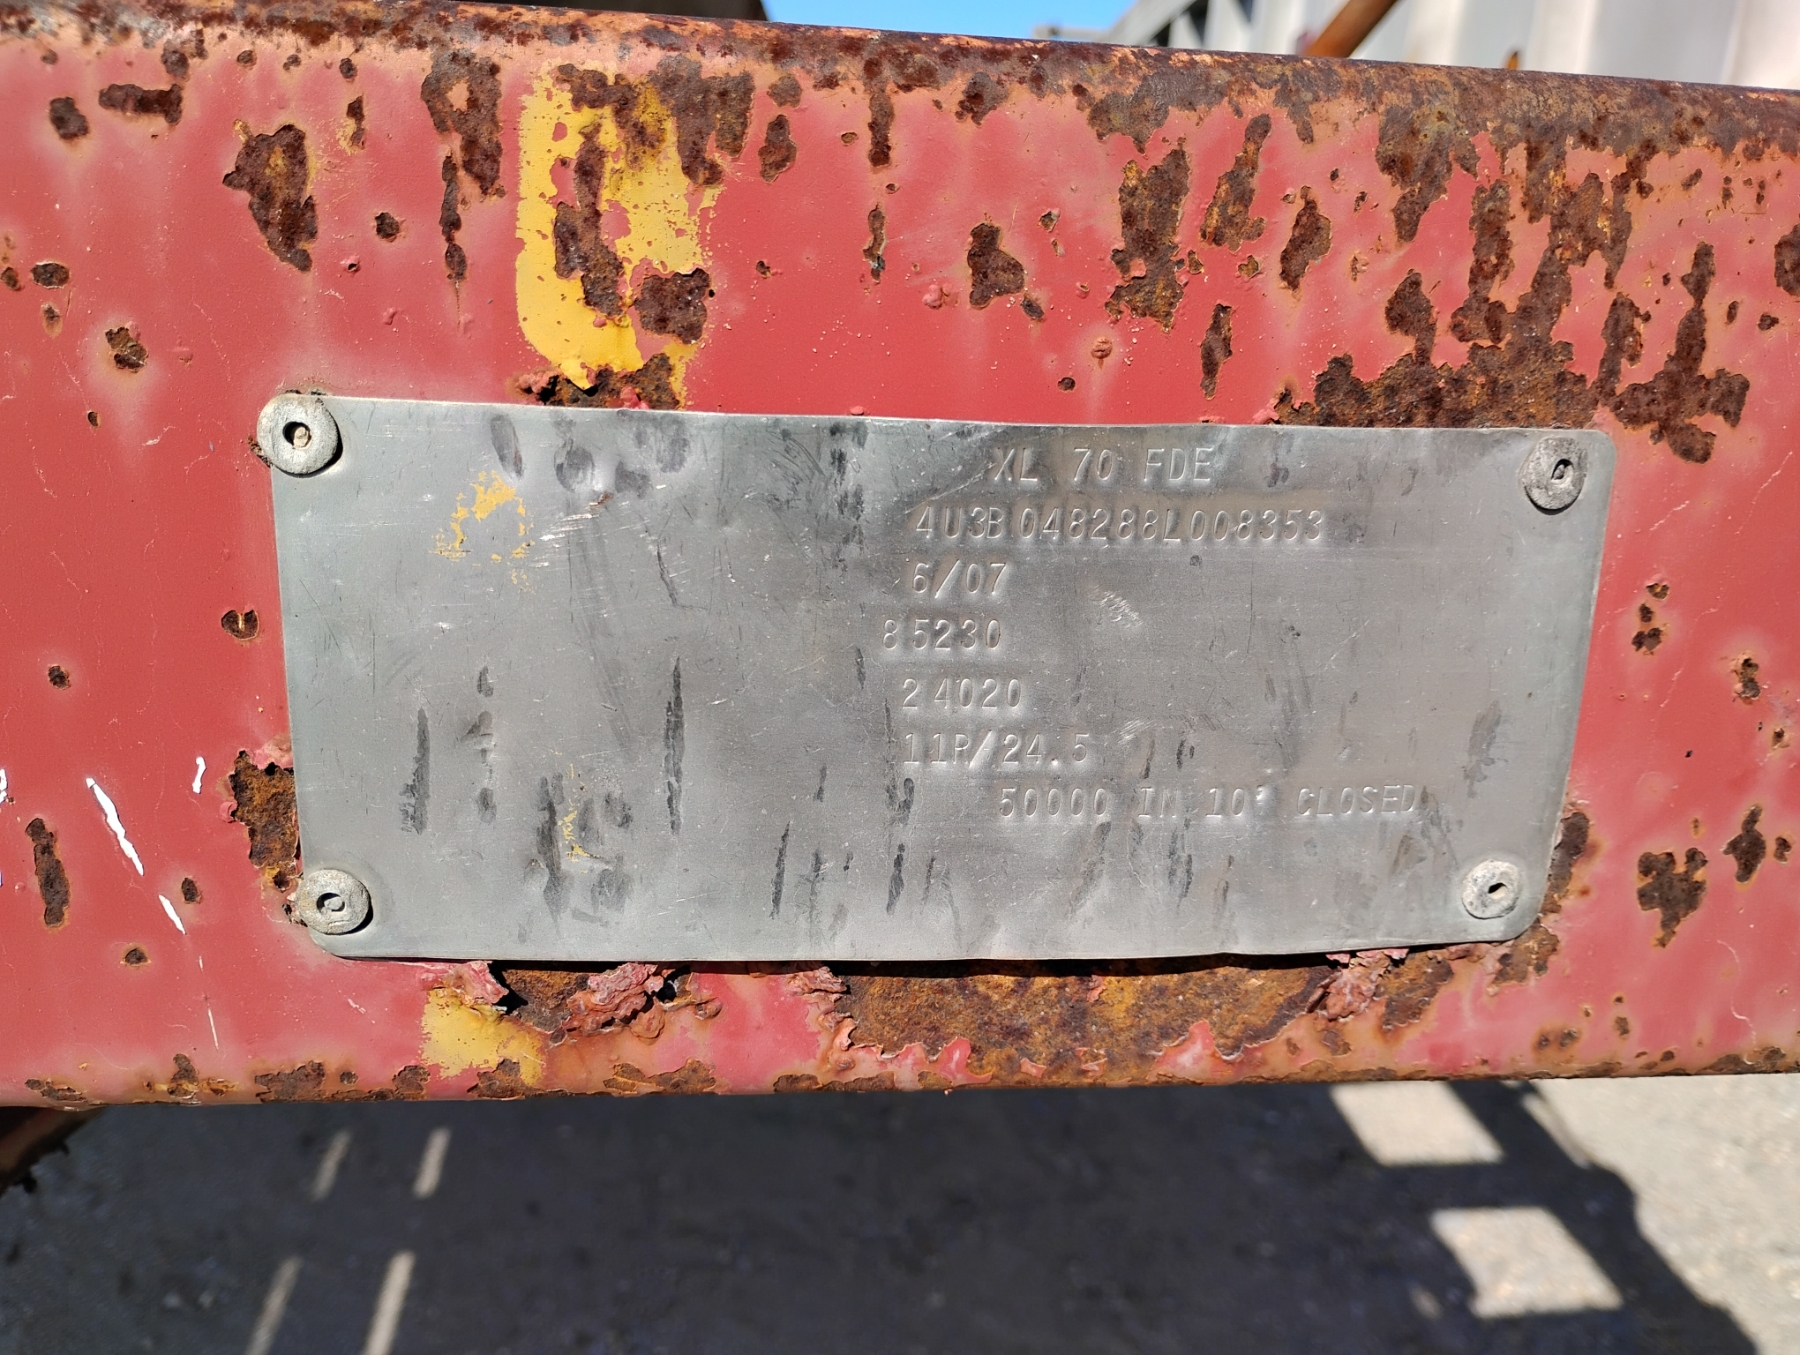 XL 70 FDE
4U3B048288L008353
6/07
85230
24020
11R/24.5
50000 IN 10' CLOSED